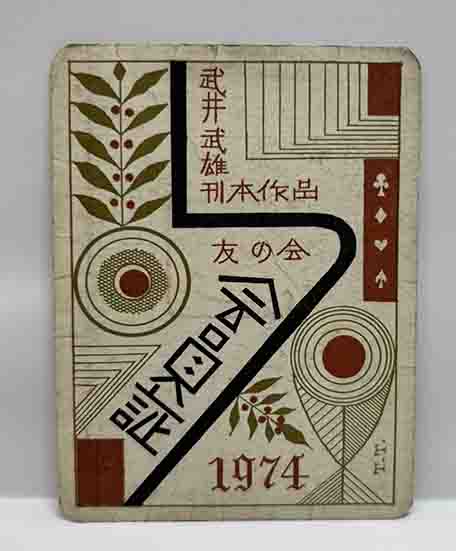 武井武雄
刊本作品
友の会
会員証
1974